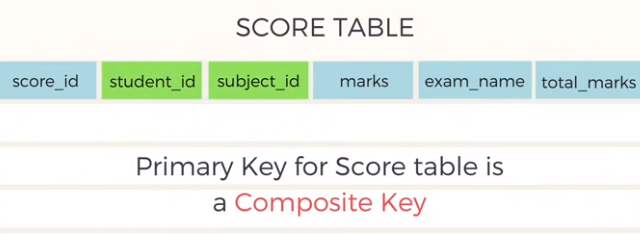 SCORE TABLE
score_id student_id subject_id marks exam_name total_marks
Primary Key for Score table is
a Composite Key